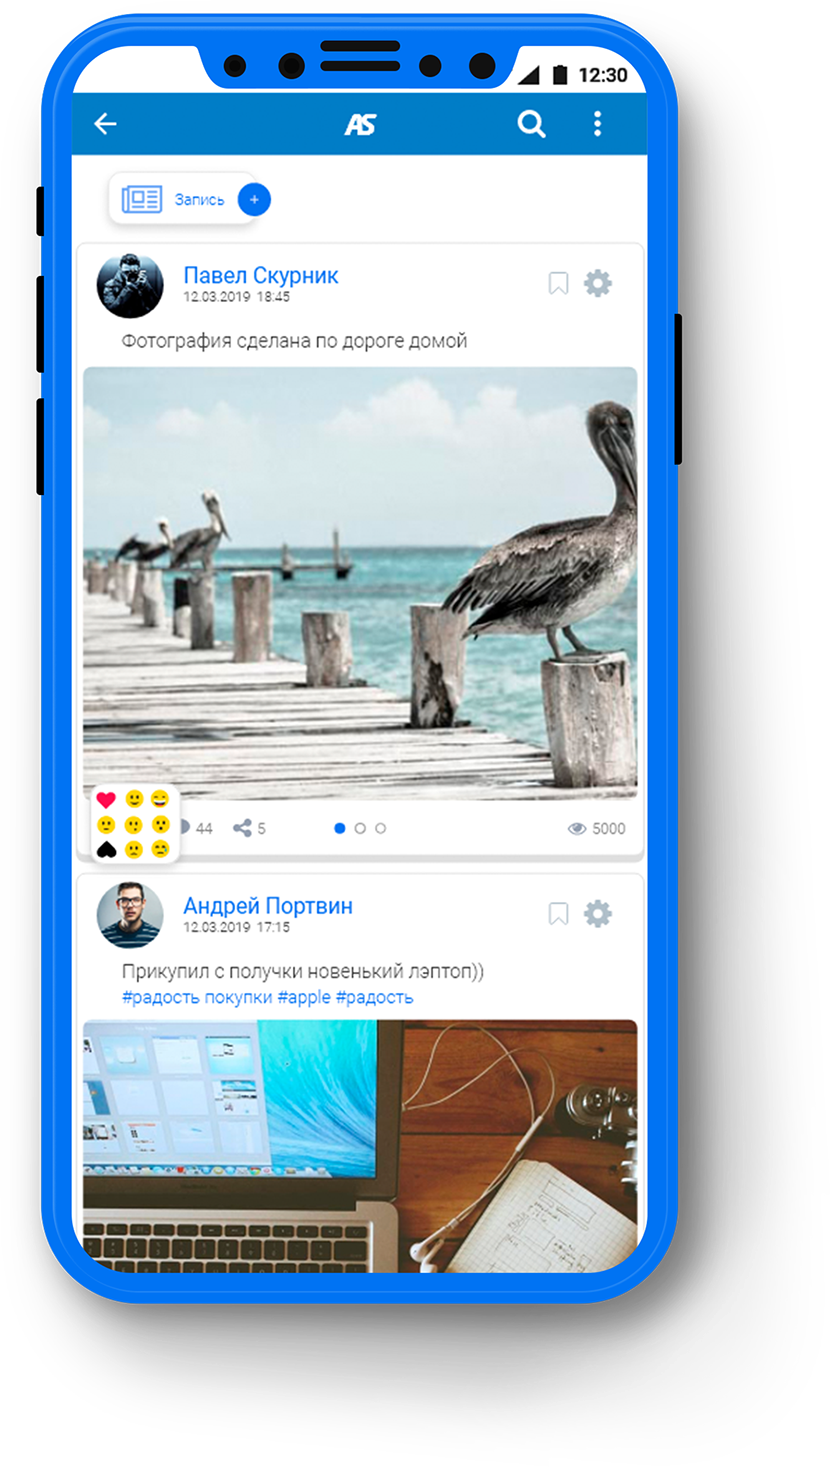 12:30
AS
Запись
Павел Скурник
12.03.2019 18:45
Фотография сделана по дороге домой
44 5 5000
Андрей Портвин
12.03.2019 17:15
Прикупил с получки новенький лэптоп))
#радость покупки #apple #радость